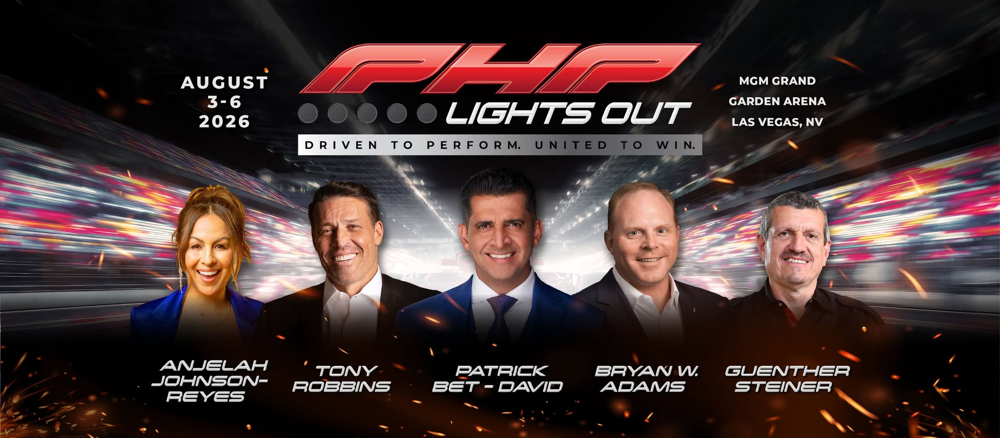 AUGUST
3-6
2026
PHP
LIGHTS OUT
DRIVEN TO PERFORM. UNITED TO WIN.
MGM GRAND
GARDEN ARENA
LAS VEGAS, NV
ANJELAH
JOHNSON-
REYES
TONY
ROBBINS
PATRICK
BET - DAVID
BRYAN W.
ADAMS
GUENTHER
STEINER